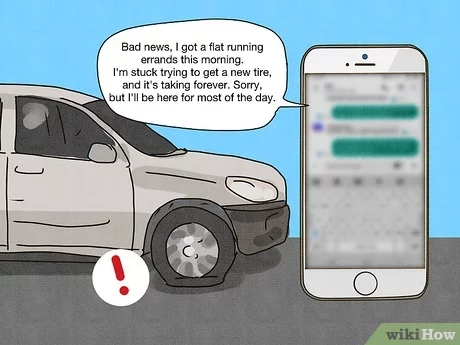 Bad news, I got a flat running
errands this morning.
I'm stuck trying to get a new tire,
and it's taking forever. Sorry,
but I'll be here for most of the day.
wikiHow